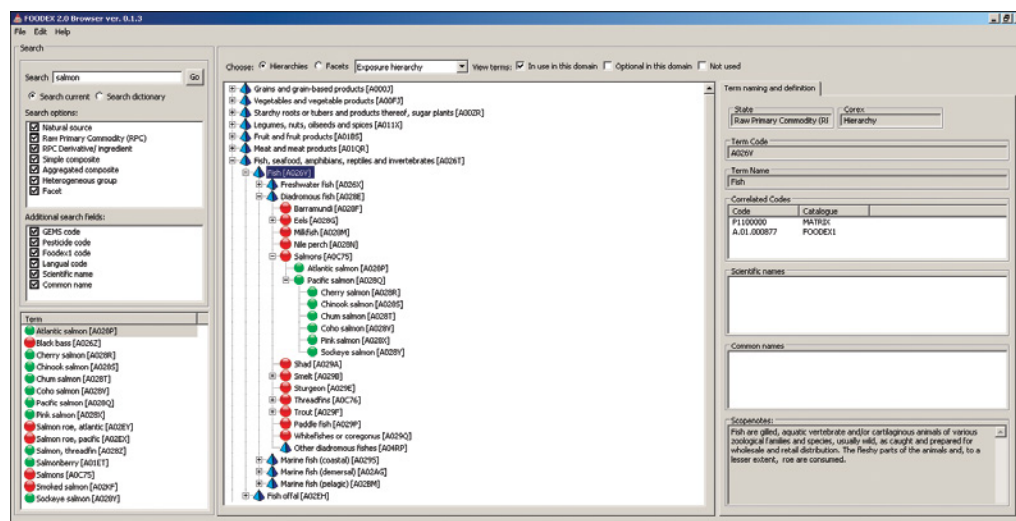 FOODEX 2.0 Browser ver. 0.1.3
File Edit Help
Search
Search salmon Go
Search current Search dictionary
Search options:
Natural source
Raw Primary Commodity (RPC)
RPC Derivative/ ingredient
Simple composite
Aggregated composite
Heterogeneous group
Facet
Additional search fields:
GEMS code
Pesticide code
Foodex1 code
Langual code
Scientific name
Common name
Term
Atlantic salmon [A028P]
Black bass [A026Z]
Cherry salmon [A028R]
Chinook salmon [A028S]
Chum salmon [A028T]
Coho salmon [A028V]
Pacific salmon [A028Q]
Pink salmon [A028X]
Salmon roe, atlantic [A02EY]
Salmon roe, pacific [A02EX]
Salmon, threadfin [A028Z]
Salmonberry [A01ET]
Salmons [A0C75]
Smoked salmon [A02KF]
Sockeye salmon [A028Y]
Choose: Hierarchies Facets Exposure hierarchy View terms: In use in this domain Optional in this domain Not used
Grains and grain-based products [A000J]
Vegetables and vegetable products [A00FJ]
Starchy roots or tubers and products thereof, sugar plants [A00ZR]
Legumes, nuts, oilseeds and spices [A011X]
Fruit and fruit products [A01BS]
Meat and meat products [A01QR]
Fish, seafood, amphibians, reptiles and invertebrates [A026T]
Fish [A026V]
Freshwater fish [A026X]
Diadromous fish [A028E]
Barramundi [A028F]
Eels [A028G]
Milkfish [A028M]
Nile perch [A028N]
Salmons [A0C75]
Atlantic salmon [A028P]
Pacific salmon [A028Q]
Cherry salmon [A028R]
Chinook salmon [A028S]
Chum salmon [A028T]
Coho salmon [A028V]
Pink salmon [A028X]
Sockeye salmon [A028Y]
Shad [A029A]
Smelt [A029B]
Sturgeon [A029E]
Threadfins [A0C76]
Trout [A029F]
Paddle fish [A029P]
Whitefishes or coregonus [A029Q]
Other diadromous fishes [A04RP]
Marine fish (coastal) [A029S]
Marine fish (demersal) [A02AG]
Marine fish (pelagic) [A02BM]
Fish offal [A02EH]
Term naming and definition
State Corex
Raw Primary Commodity (RI Hierarchy
Term Code
A026V
Term Name
Fish
Correlated Codes
Code Catalogue
P1100000 MATRIX
A.01.000877 FOODEX1
Scientific names
Common names
Scopenotes:
Fish are gilled, aquatic vertebrate and/or cartilaginous animals of various
zoological families and species, usually wild, as caught and prepared for
wholesale and retail distribution. The fleshy parts of the animals and, to a
lesser extent, roe are consumed.